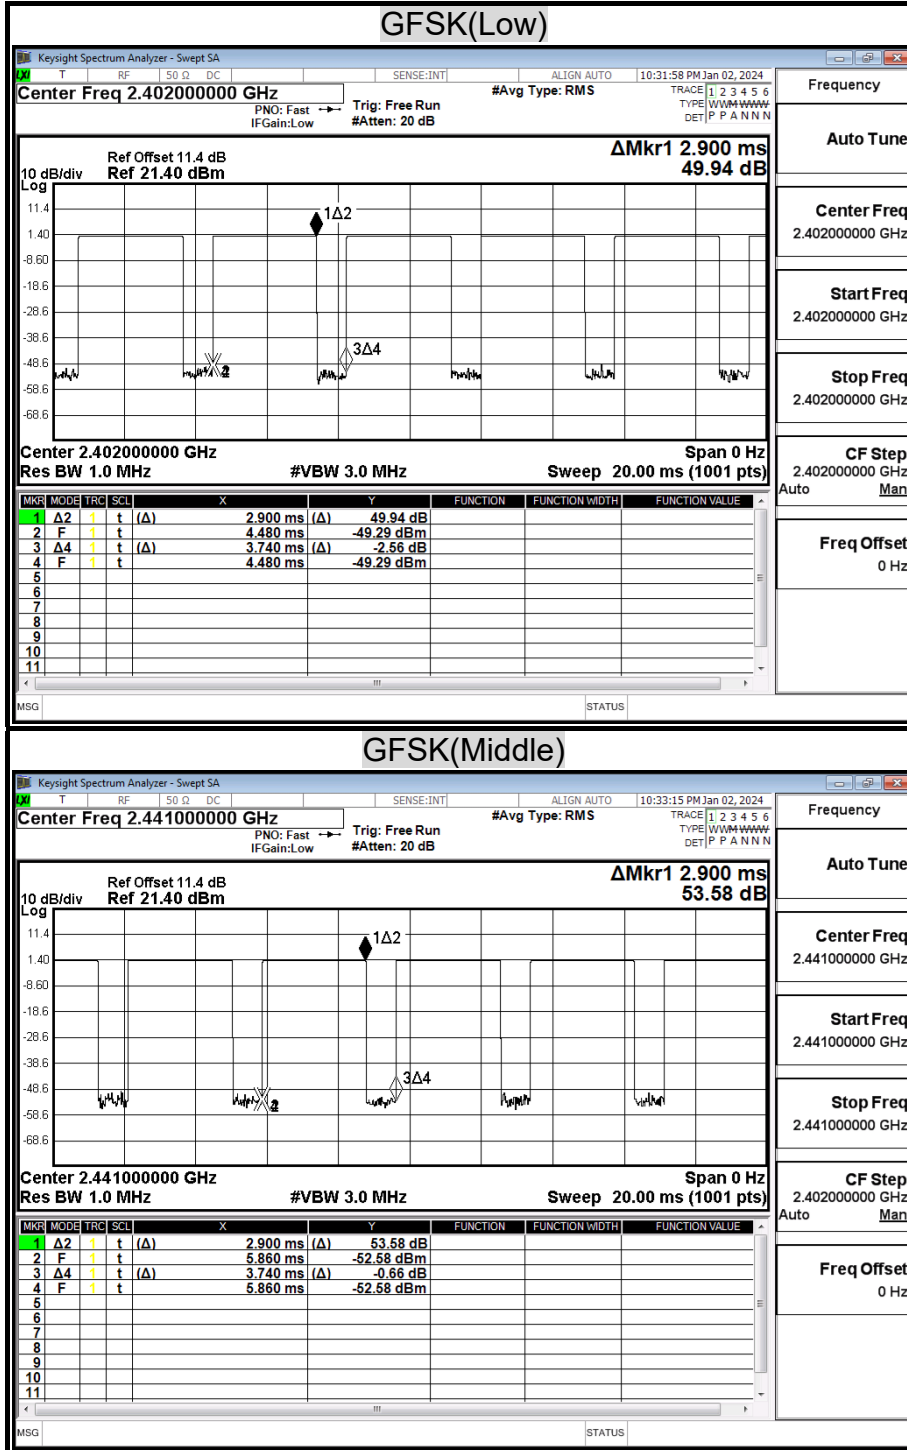 GFSK(Low)
Keysight Spectrum Analyzer - Swept SA
LXI T RF 50 Ω DC SENSE:INT ALIGN AUTO 10:31:58 PM Jan 02, 2024
Center Freq 2.402000000 GHz #Avg Type: RMS TRACE 1 2 3 4 5 6
PNO: Fast Trig: Free Run TYPE WWMWWWW
IFGain:Low #Atten: 20 dB DET P P A N N N
Frequency
Auto Tune
Center Freq
2.402000000 GHz
Start Freq
2.402000000 GHz
Stop Freq
2.402000000 GHz
CF Step
2.402000000 GHz
Auto Man
Freq Offset
0 Hz
ΔMkr1 2.900 ms
49.94 dB
Ref Offset 11.4 dB
10 dB/div Ref 21.40 dBm
Log
11.4
1.40
-8.60
-18.6
-28.6
-38.6
-48.6
-58.6
-68.6
1Δ2
3Δ4
Center 2.402000000 GHz Span 0 Hz
Res BW 1.0 MHz #VBW 3.0 MHz Sweep 20.00 ms (1001 pts)
MKR MODE TRC SCL X Y FUNCTION FUNCTION WIDTH FUNCTION VALUE
1 Δ2 1 t (Δ) 2.900 ms (Δ) 49.94 dB
2 F 1 t 4.480 ms -49.29 dBm
3 Δ4 1 t (Δ) 3.740 ms (Δ) -2.56 dB
4 F 1 t 4.480 ms -49.29 dBm
5
6
7
8
9
10
11
MSG STATUS
GFSK(Middle)
Keysight Spectrum Analyzer - Swept SA
LXI T RF 50 Ω DC SENSE:INT ALIGN AUTO 10:33:15 PM Jan 02, 2024
Center Freq 2.441000000 GHz #Avg Type: RMS TRACE 1 2 3 4 5 6
PNO: Fast Trig: Free Run TYPE WWMWWWW
IFGain:Low #Atten: 20 dB DET P P A N N N
Frequency
Auto Tune
Center Freq
2.441000000 GHz
Start Freq
2.441000000 GHz
Stop Freq
2.441000000 GHz
CF Step
2.402000000 GHz
Auto Man
Freq Offset
0 Hz
ΔMkr1 2.900 ms
53.58 dB
Ref Offset 11.4 dB
10 dB/div Ref 21.40 dBm
Log
11.4
1.40
-8.60
-18.6
-28.6
-38.6
-48.6
-58.6
-68.6
1Δ2
3Δ4
Center 2.441000000 GHz Span 0 Hz
Res BW 1.0 MHz #VBW 3.0 MHz Sweep 20.00 ms (1001 pts)
MKR MODE TRC SCL X Y FUNCTION FUNCTION WIDTH FUNCTION VALUE
1 Δ2 1 t (Δ) 2.900 ms (Δ) 53.58 dB
2 F 1 t 5.860 ms -52.58 dBm
3 Δ4 1 t (Δ) 3.740 ms (Δ) -0.66 dB
4 F 1 t 5.860 ms -52.58 dBm
5
6
7
8
9
10
11
MSG STATUS